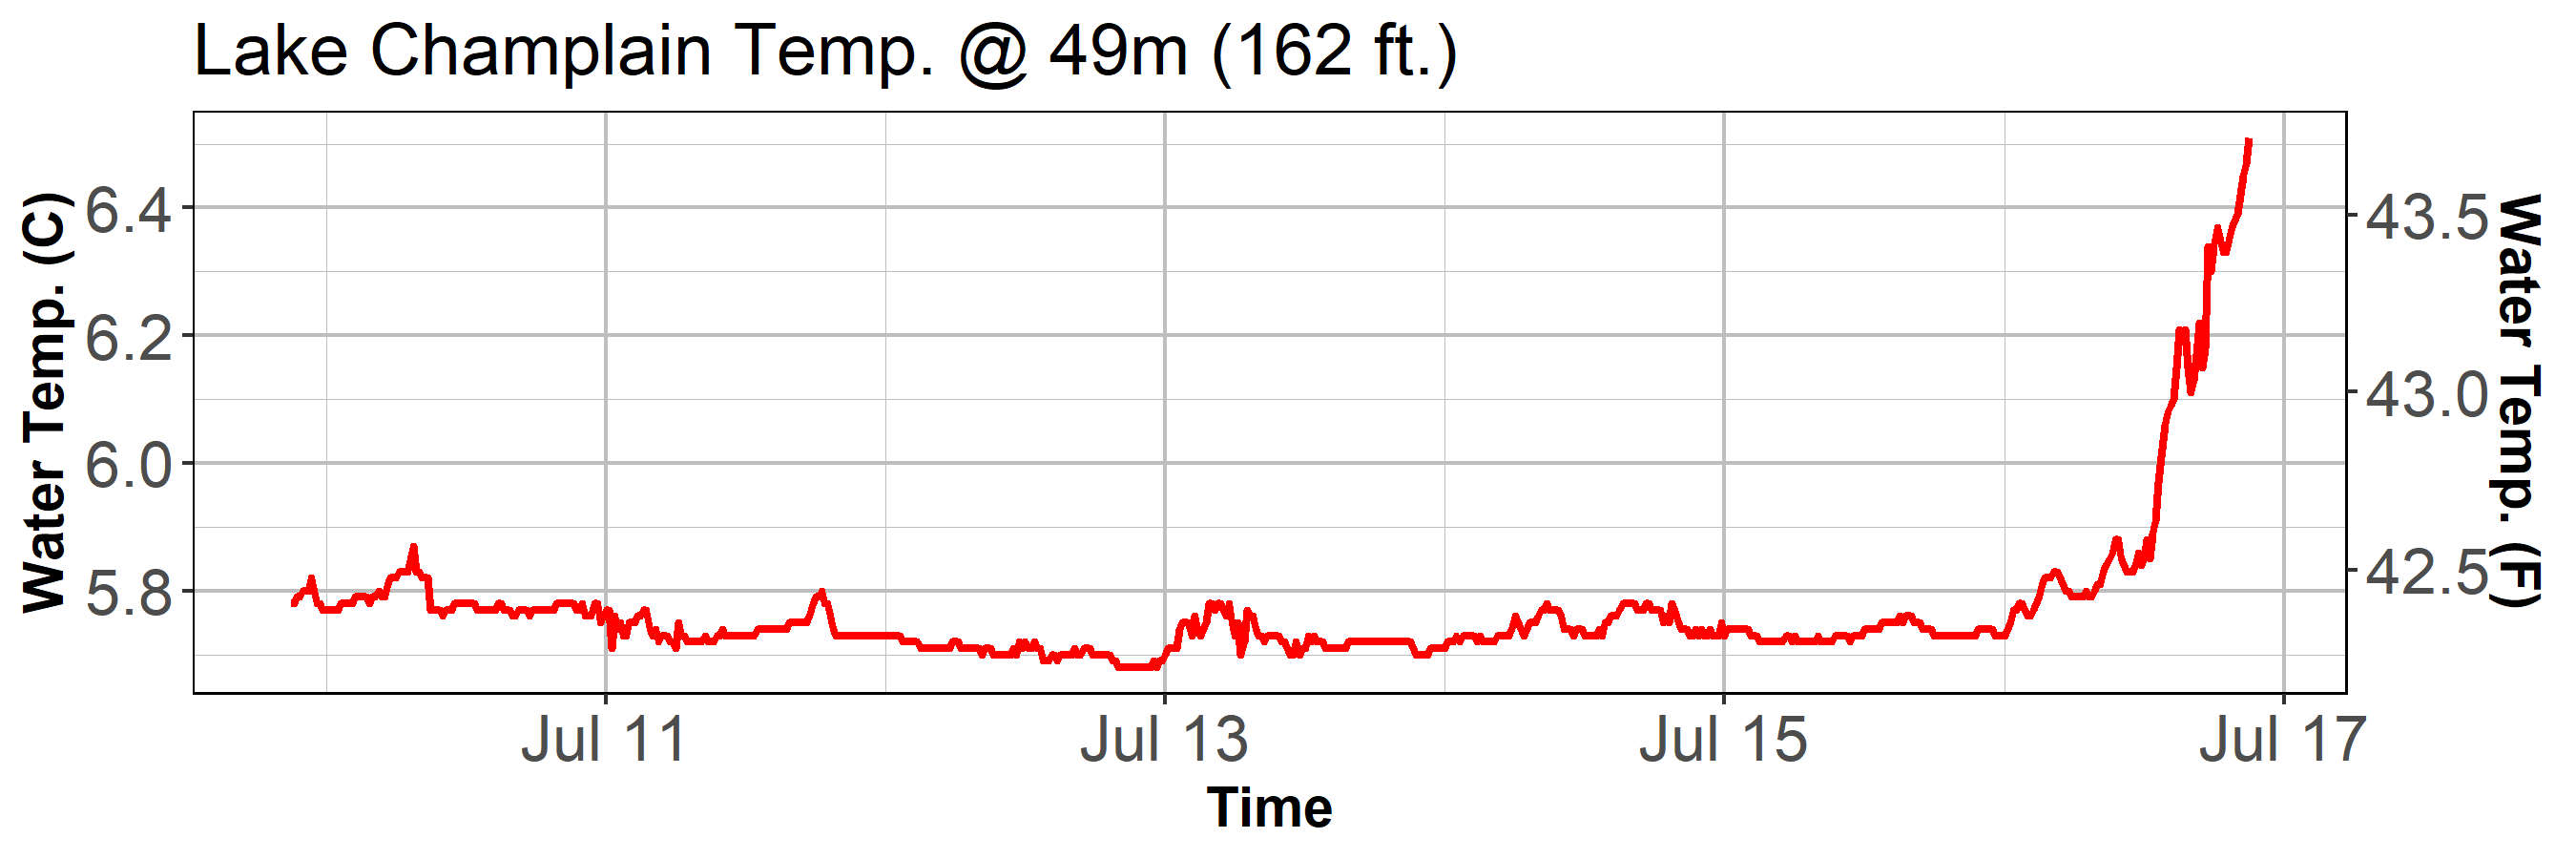 Lake Champlain Temp. @ 49m (162 ft.)
Water Temp. (C)
6.4
6.2
6.0
5.8
43.5
43.0
42.5
Water Temp. (F)
Jul 11 Jul 13 Jul 15 Jul 17
Time